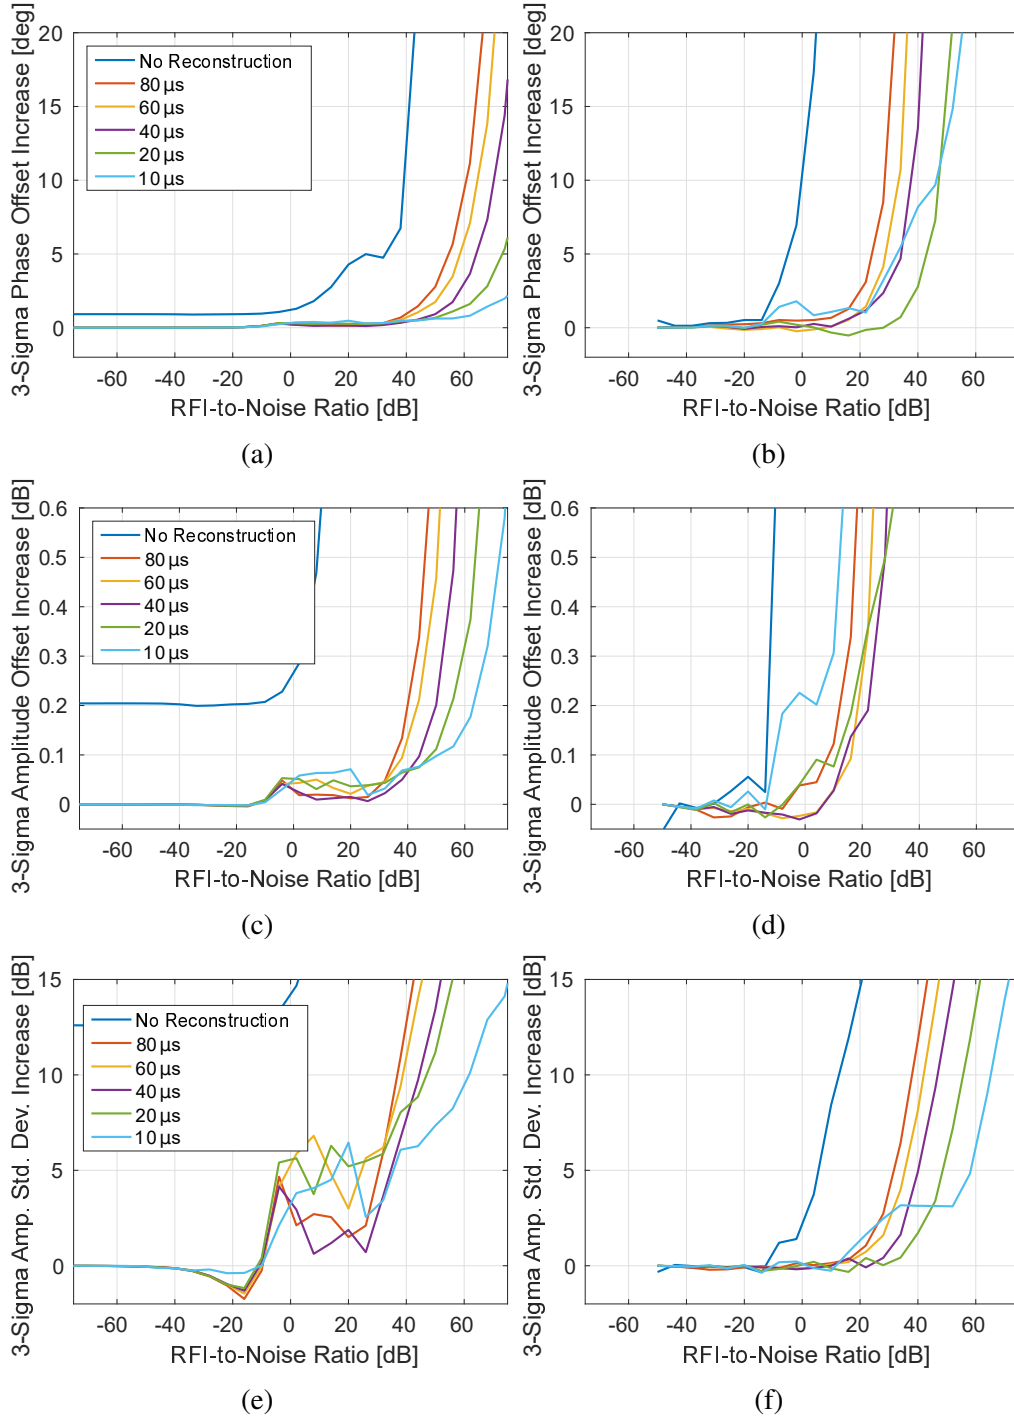 3-Sigma Phase Offset Increase [deg]
20
15
10
5
0
No Reconstruction
80 µs
60 µs
40 µs
20 µs
10 µs
-60 -40 -20 0 20 40 60
RFI-to-Noise Ratio [dB]
(a)
3-Sigma Phase Offset Increase [deg]
20
15
10
5
0
-60 -40 -20 0 20 40 60
RFI-to-Noise Ratio [dB]
(b)
3-Sigma Amplitude Offset Increase [dB]
0.6
0.5
0.4
0.3
0.2
0.1
0
No Reconstruction
80 µs
60 µs
40 µs
20 µs
10 µs
-60 -40 -20 0 20 40 60
RFI-to-Noise Ratio [dB]
(c)
3-Sigma Amplitude Offset Increase [dB]
0.6
0.5
0.4
0.3
0.2
0.1
0
-60 -40 -20 0 20 40 60
RFI-to-Noise Ratio [dB]
(d)
3-Sigma Amp. Std. Dev. Increase [dB]
15
10
5
0
No Reconstruction
80 µs
60 µs
40 µs
20 µs
10 µs
-60 -40 -20 0 20 40 60
RFI-to-Noise Ratio [dB]
(e)
3-Sigma Amp. Std. Dev. Increase [dB]
15
10
5
0
-60 -40 -20 0 20 40 60
RFI-to-Noise Ratio [dB]
(f)